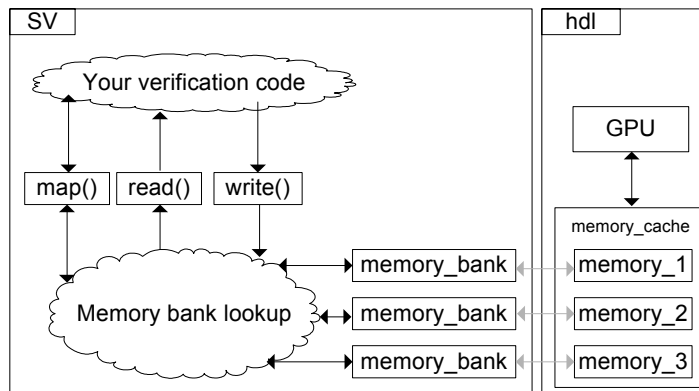 SV
hdl
Your verification code
GPU
map()
read()
write()
memory_cache
memory_bank
memory_1
Memory bank lookup
memory_bank
memory_2
memory_bank
memory_3